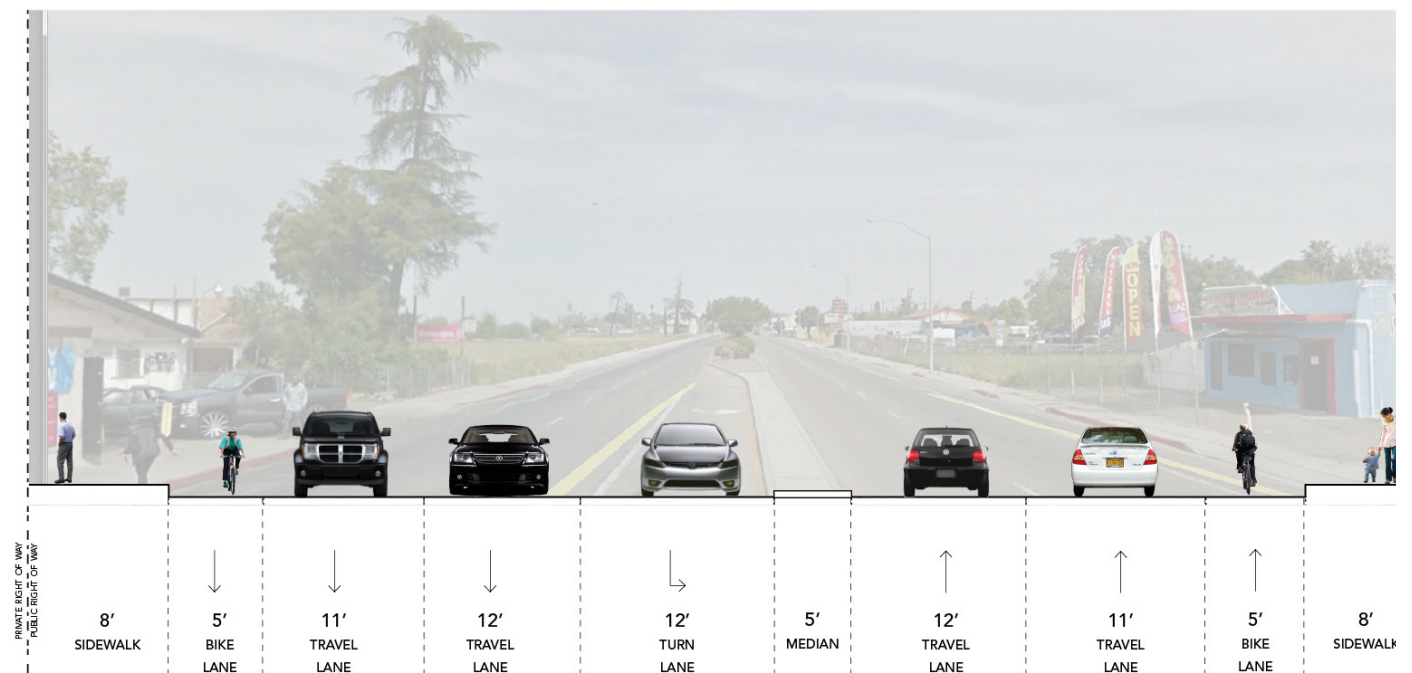 OPEN
PRIVATE RIGHT OF WAY
PUBLIC RIGHT OF WAY
8’
SIDEWALK
5’
BIKE
LANE
11’
TRAVEL
LANE
12’
TRAVEL
LANE
12’
TURN
LANE
5’
MEDIAN
12’
TRAVEL
LANE
11’
TRAVEL
LANE
5’
BIKE
LANE
8’
SIDEWALK